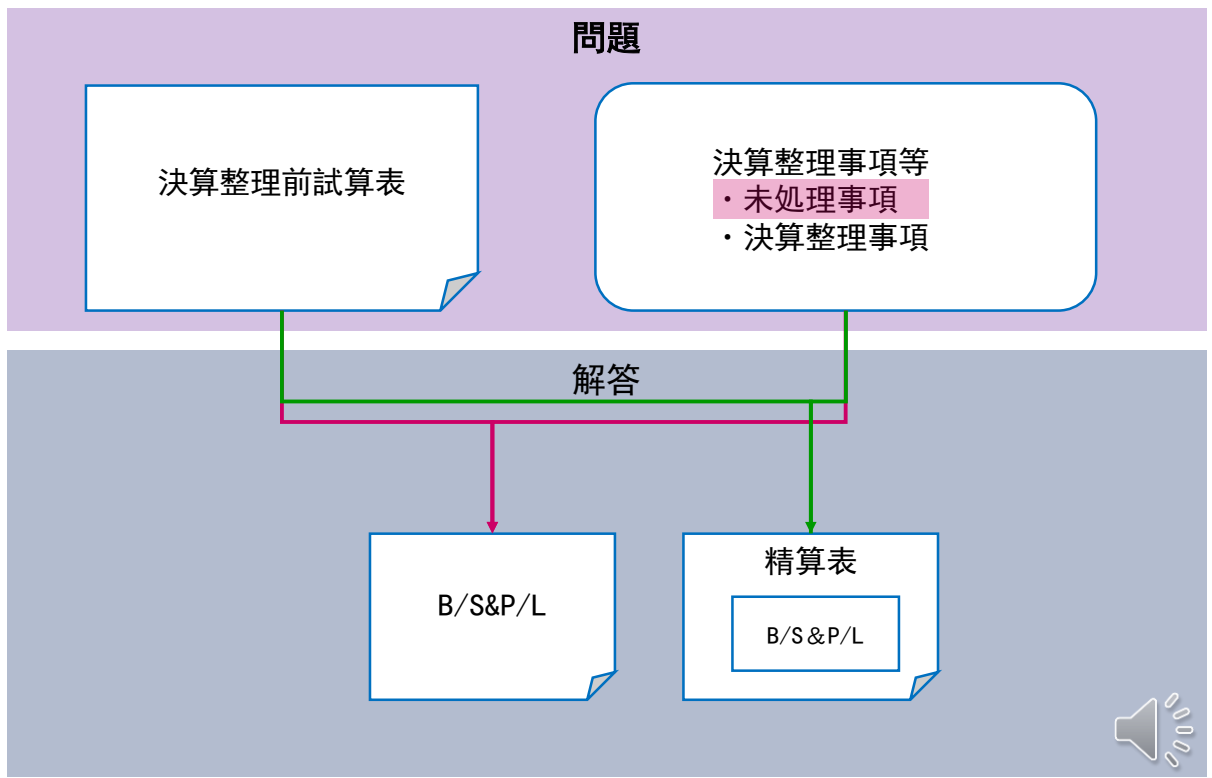 問題
決算整理前試算表
決算整理事項等
・未処理事項
・決算整理事項
解答
B/S&P/L
精算表
B/S＆P/L